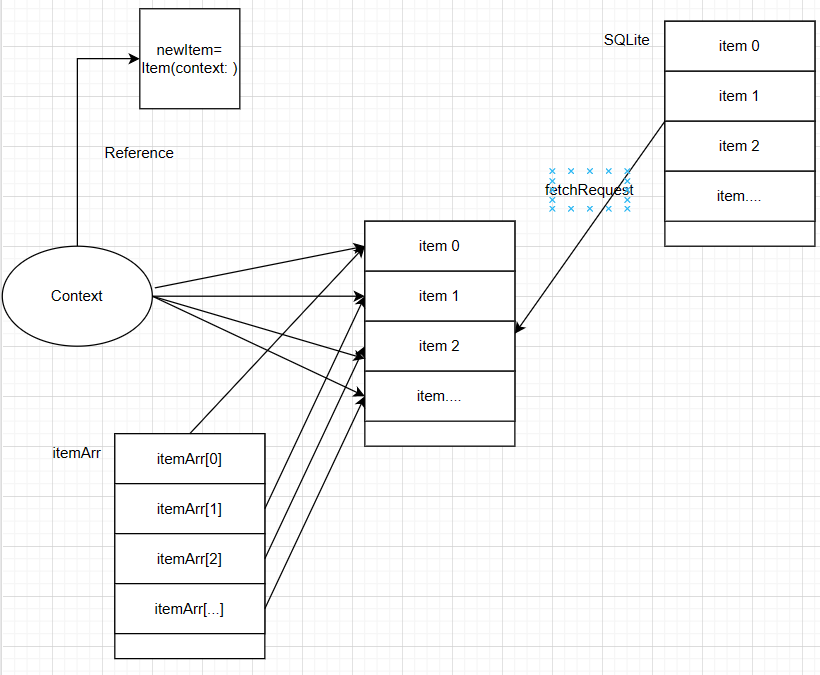 newItem=
Item(context: )
SQLite
item 0
item 1
item 2
item....
Reference
fetchRequest
Context
item 0
item 1
item 2
item....
itemArr
itemArr[0]
itemArr[1]
itemArr[2]
itemArr[...]